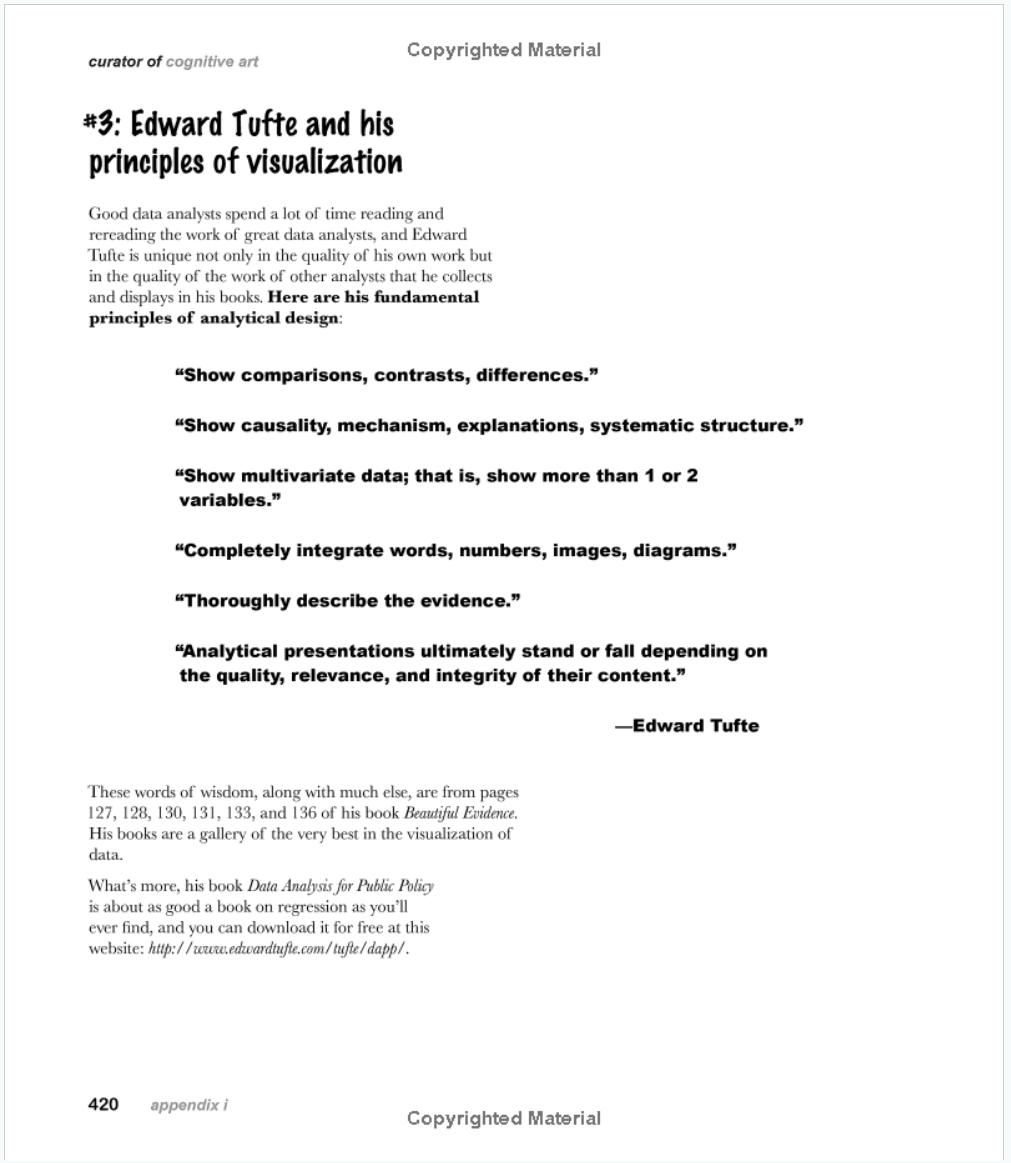 Copyrighted Material
curator of cognitive art
#3: Edward Tufte and his
principles of visualization
Good data analysts spend a lot of time reading and
rereading the work of great data analysts, and Edward
Tufte is unique not only in the quality of his own work but
in the quality of the work of other analysts that he collects
and displays in his books. Here are his fundamental
principles of analytical design:
“Show comparisons, contrasts, differences.”
“Show causality, mechanism, explanations, systematic structure.”
“Show multivariate data; that is, show more than 1 or 2
variables.”
“Completely integrate words, numbers, images, diagrams.”
“Thoroughly describe the evidence.”
“Analytical presentations ultimately stand or fall depending on
the quality, relevance, and integrity of their content.”
—Edward Tufte
These words of wisdom, along with much else, are from pages
127, 128, 130, 131, 133, and 136 of his book Beautiful Evidence.
His books are a gallery of the very best in the visualization of
data.
What’s more, his book Data Analysis for Public Policy
is about as good a book on regression as you’ll
ever find, and you can download it for free at this
website: http://www.edwardtufte.com/tufte/dapp/.
420 appendix i
Copyrighted Material